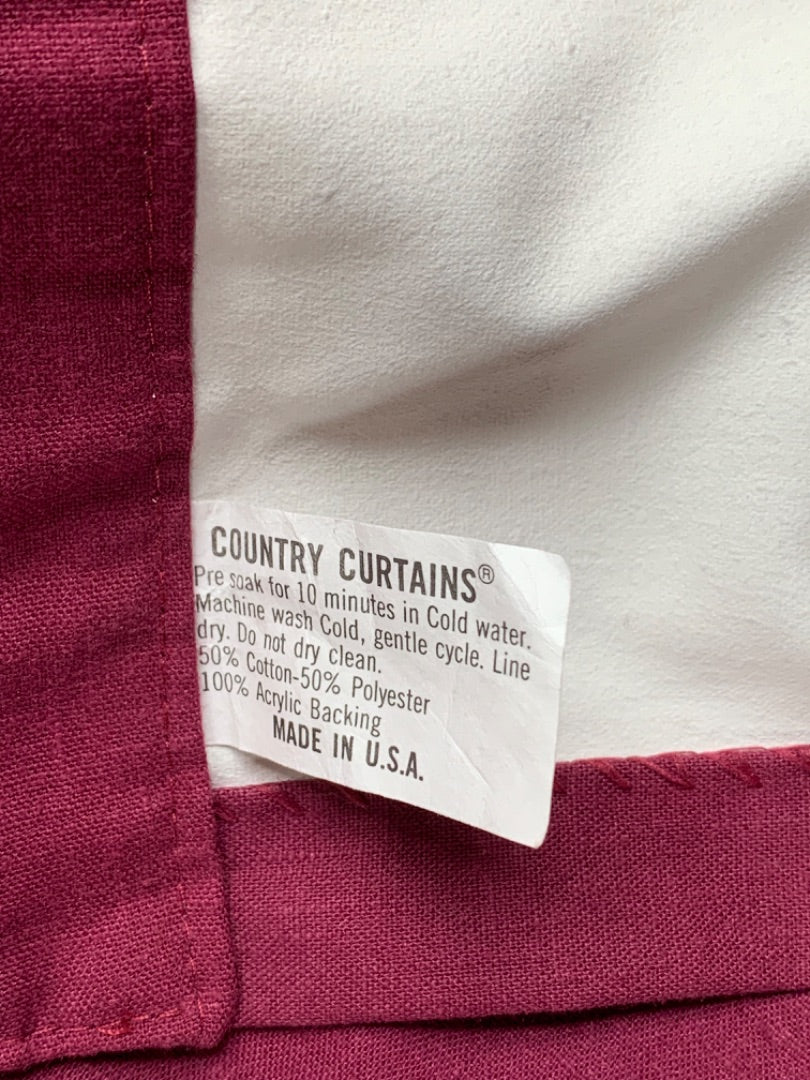 COUNTRY CURTAINS®
Pre soak for 10 minutes in Cold water.
Machine wash Cold, gentle cycle. Line
dry. Do not dry clean.
50% Cotton-50% Polyester
100% Acrylic Backing
MADE IN U.S.A.